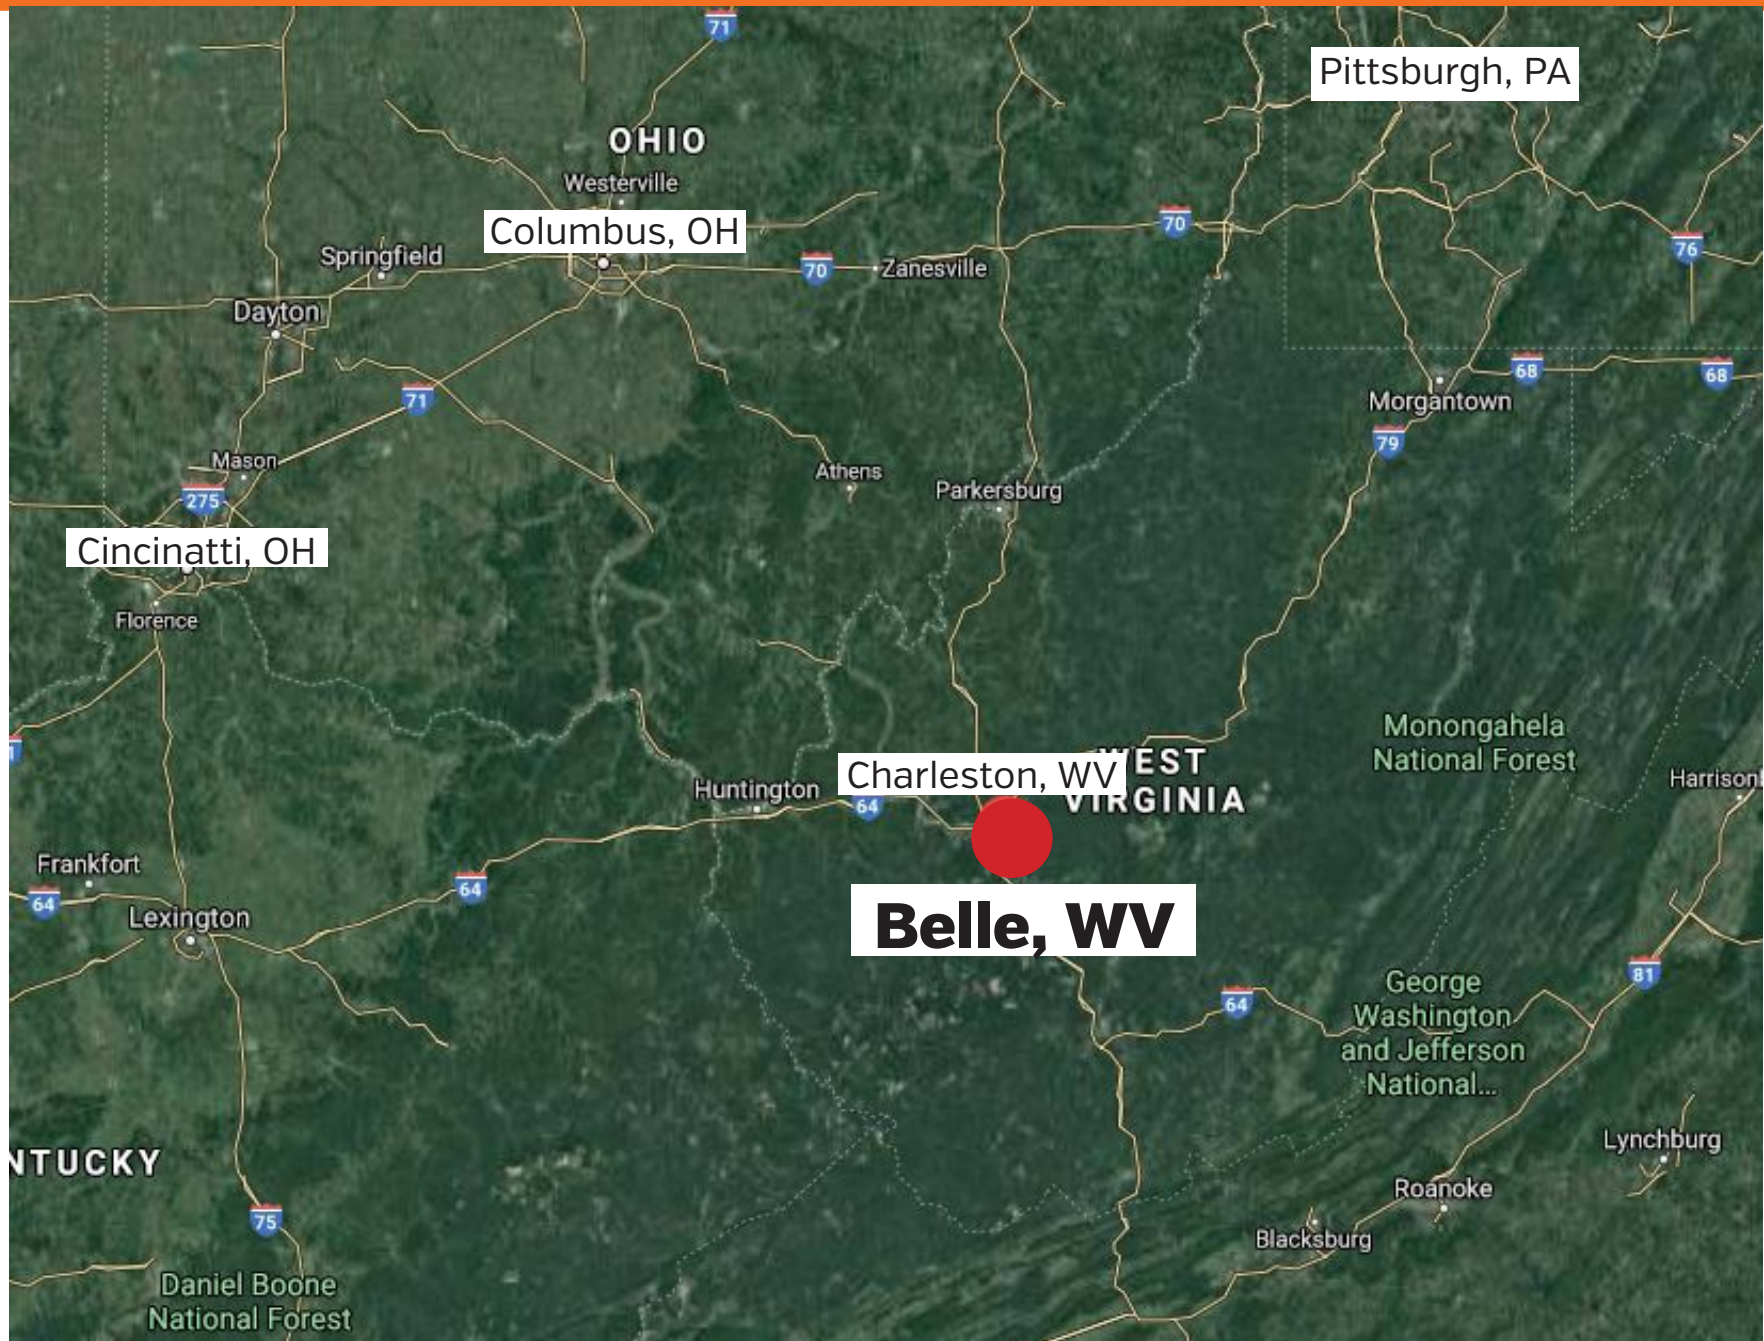 71
Pittsburgh, PA
OHIO
Westerville
Columbus, OH
70
76
Springfield
70
Zanesville
Dayton
68
68
71
Morgantown
79
Mason
Athens
275
Parkersburg
Cincinatti, OH
Florence
Monongahela
National Forest
WEST
VIRGINIA
Charleston, WV
Huntington
64
Harrison
Frankfort
64
64
Lexington
Belle, WV
81
George
Washington
and Jefferson
National...
64
NTUCKY
Lynchburg
Roanoke
75
Blacksburg
Daniel Boone
National Forest